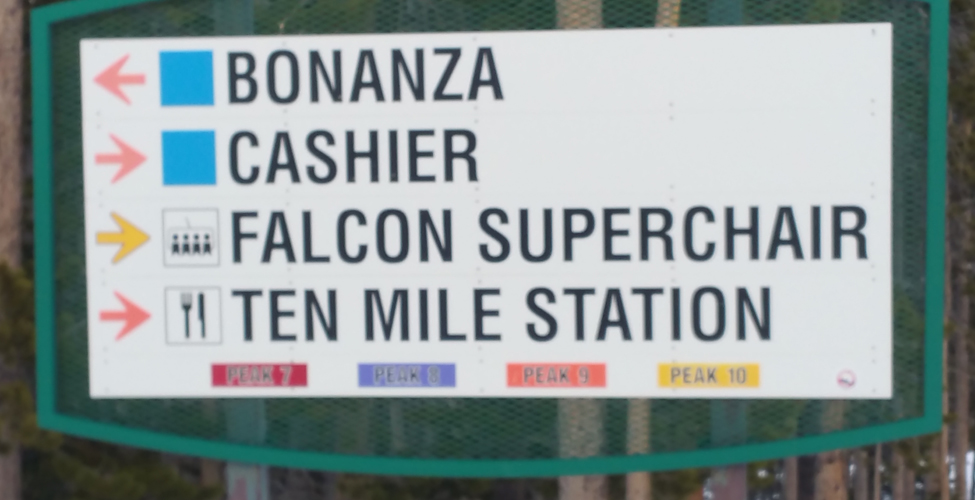 BONANZA
CASHIER
FALCON SUPERCHAIR
TEN MILE STATION
PEAK 7 PEAK 8 PEAK 9 PEAK 10